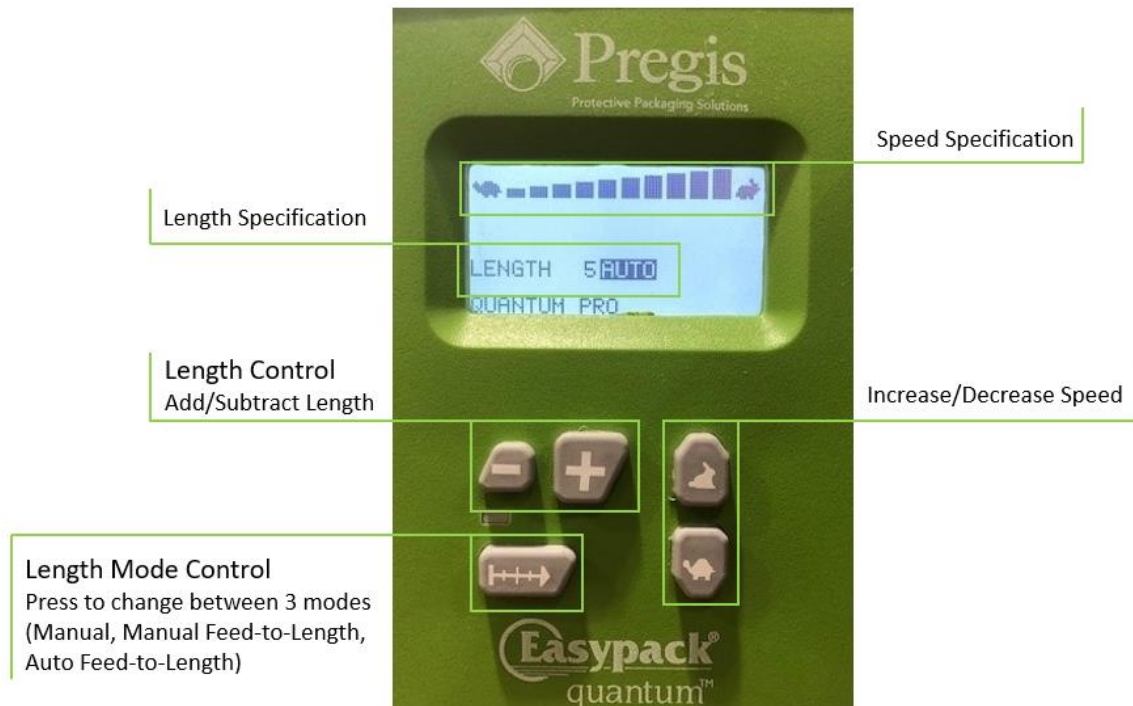 Pregis
Protective Packaging Solutions
Speed Specification
Length Specification
LENGTH 5 AUTO
QUANTUM PRO
Length Control
Add/Subtract Length
Increase/Decrease Speed
Length Mode Control
Press to change between 3 modes
(Manual, Manual Feed-to-Length,
Auto Feed-to-Length)
Easypack®
quantum™